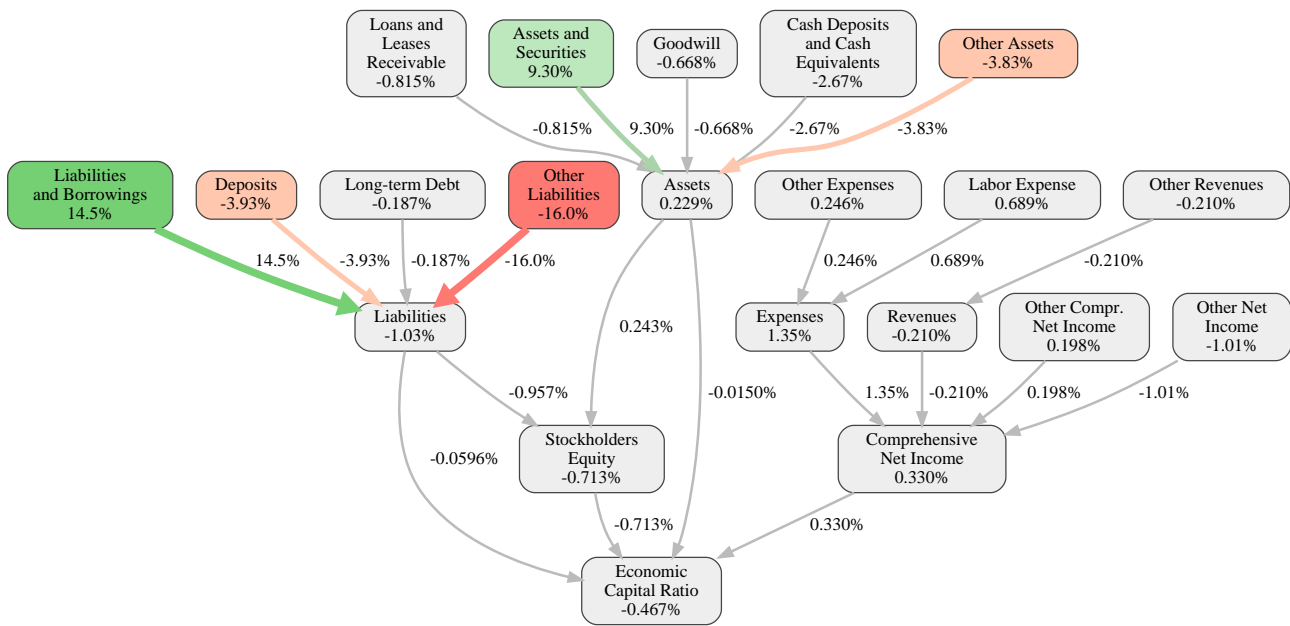 Loans and
Leases
Receivable
-0.815%
Assets and
Securities
9.30%
Goodwill
-0.668%
Cash Deposits
and Cash
Equivalents
-2.67%
Other Assets
-3.83%
-0.815%
9.30%
-0.668%
-2.67%
-3.83%
Liabilities
and Borrowings
14.5%
Deposits
-3.93%
Long-term Debt
-0.187%
Other
Liabilities
-16.0%
Assets
0.229%
Other Expenses
0.246%
Labor Expense
0.689%
Other Revenues
-0.210%
14.5%
-3.93%
-0.187%
-16.0%
0.246%
0.689%
-0.210%
Liabilities
-1.03%
0.243%
Expenses
1.35%
Revenues
-0.210%
Other Compr.
Net Income
0.198%
Other Net
Income
-1.01%
-0.957%
-0.0150%
1.35%
-0.210%
0.198%
-1.01%
-0.0596%
Stockholders
Equity
-0.713%
Comprehensive
Net Income
0.330%
-0.713%
0.330%
Economic
Capital Ratio
-0.467%